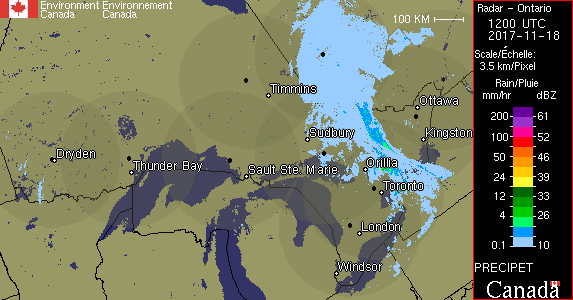 Environment Environnement
Canada Canada
100 KM
Timmins
Ottawa
Sudbury
Kingston
Dryden
Thunder Bay
Sault Ste. Marie
Orillia
Toronto
London
Windsor
Radar - Ontario
1200 UTC
2017-11-18
Scale/Échelle:
3.5 km/Pixel
Rain/Pluie
mm/hr dBZ
200 61
100 52
50 46
24 39
12 33
4 26
0.1 10
PRECIPET
Canada